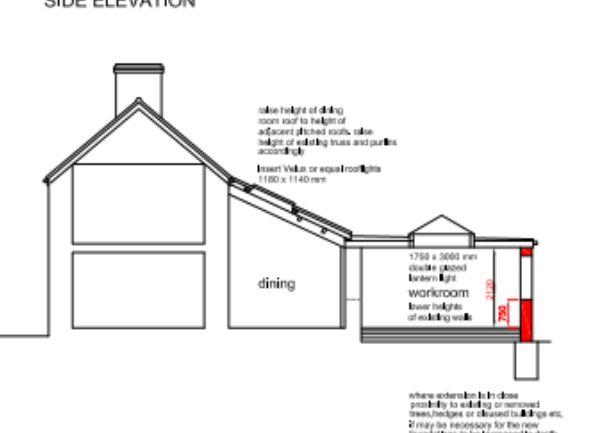 SIDE ELEVATION
raise height of dining
room roof to height of
adjacent pitched roofs. raise
height of existing truss and purlins
accordingly
insert Velux or equal rooflights
1180 x 1140 mm
dining
1750 x 3000 mm
double glazed
lantern light
workroom
lower heights
of existing walls
2120
750
where extension is in close
proximity to existing or removed
trees,hedges or disused buildings etc,
it may be necessary for the new